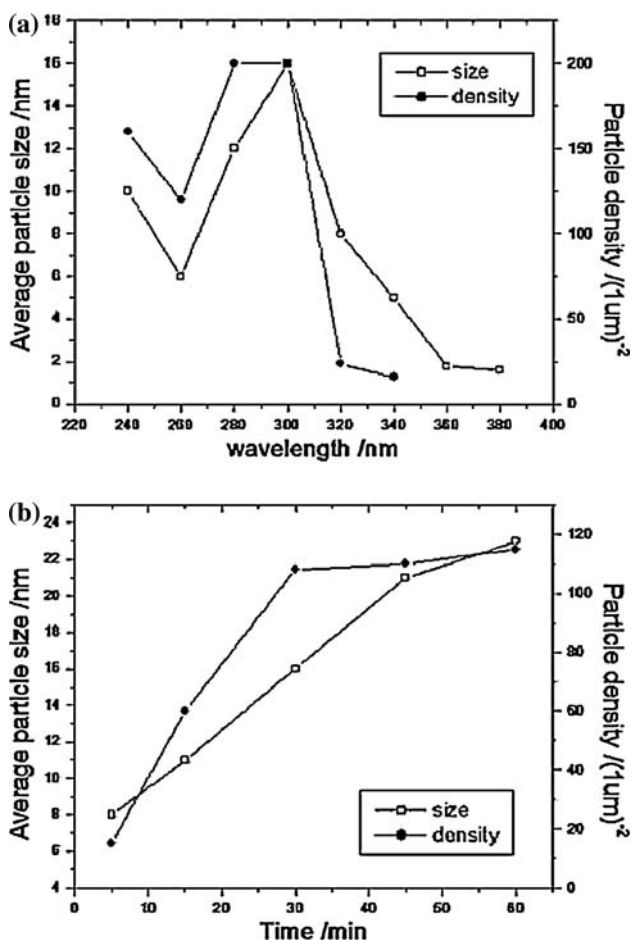 (a)
Average particle size /nm
16
14
12
10
8
6
4
2
0
size
density
200
150
100
50
0
Particle density /(1um)^-2
220 240 260 280 300 320 340 360 380 400
wavelength /nm
(b)
Average particle size /nm
24
22
20
18
16
14
12
10
8
6
4
size
density
120
100
80
60
40
20
0
Particle density /(1um)^-2
0 10 20 30 40 50 60
Time /min